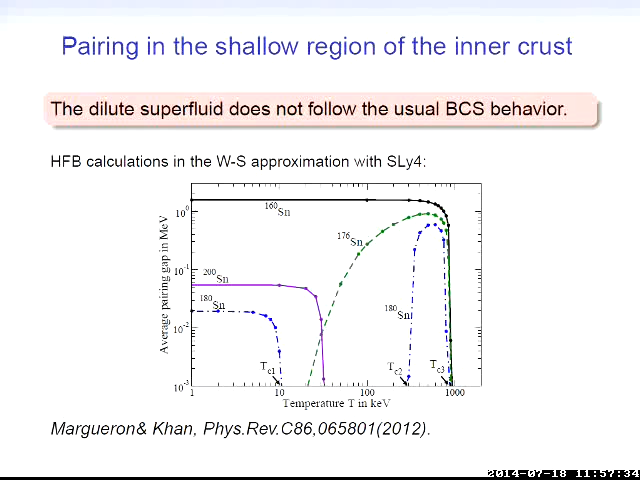 Pairing in the shallow region of the inner crust
The dilute superfluid does not follow the usual BCS behavior.
HFB calculations in the W-S approximation with SLy4:
Average pairing gap in MeV
10^0
10^-1
10^-2
10^-3
160Sn
176Sn
200Sn
180Sn
180Sn
Tc1
Tc2
Tc3
1 10 100 1000
Temperature T in keV
Margueron& Khan, Phys.Rev.C86,065801(2012).
2014-07-18 11:57:34